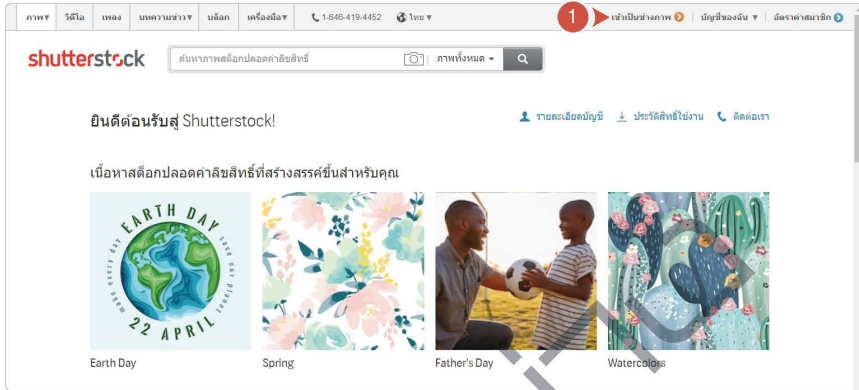 ภาพ▼ วิดีโอ เพลง บทความข่าว▼ บล็อก เครื่องมือ▼ 1-646-419-4452 ไทย ▼ 1 เข้าเป็นช่างภาพ บัญชีของฉัน ▼ อัตราค่าสมาชิก
shutterstock ค้นหาภาพสต็อกปลอดค่าลิขสิทธิ์ ภาพทั้งหมด
ยินดีต้อนรับสู่ Shutterstock! รายละเอียดบัญชี ประวัติสิทธิ์ใช้งาน ติดต่อเรา
เนื้อหาสต็อกปลอดค่าลิขสิทธิ์ที่สร้างสรรค์ขึ้นสำหรับคุณ
EARTH DAY
make every day
save our planet
22 APRIL
Earth Day Spring Father's Day Watercolors